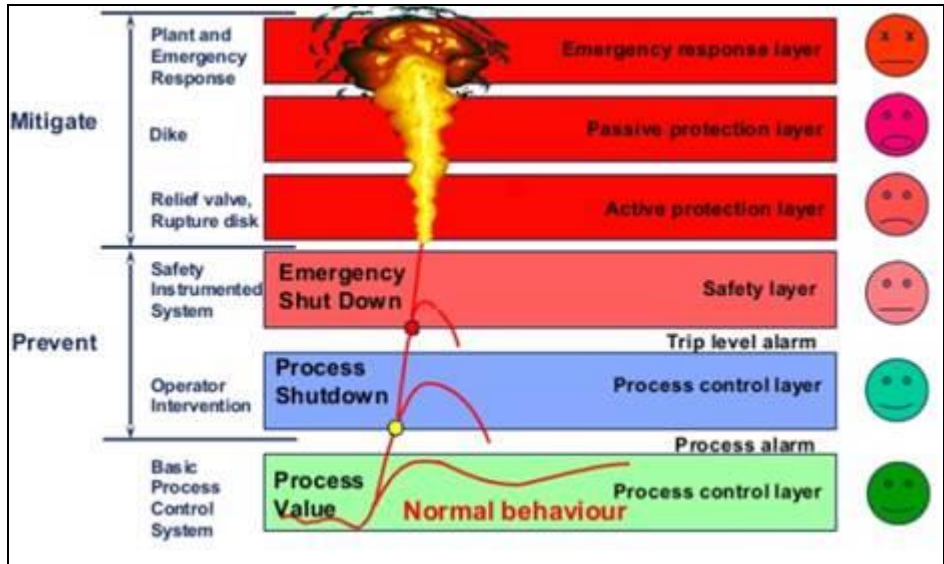 Plant and
Emergency
Response
Emergency response layer
Mitigate
Dike
Passive protection layer
Relief valve,
Rupture disk
Active protection layer
Safety
Instrumented
System
Emergency
Shut Down
Safety layer
Trip level alarm
Prevent
Operator
Intervention
Process
Shutdown
Process control layer
Process alarm
Basic
Process
Control
System
Process
Value
Normal behaviour
Process control layer